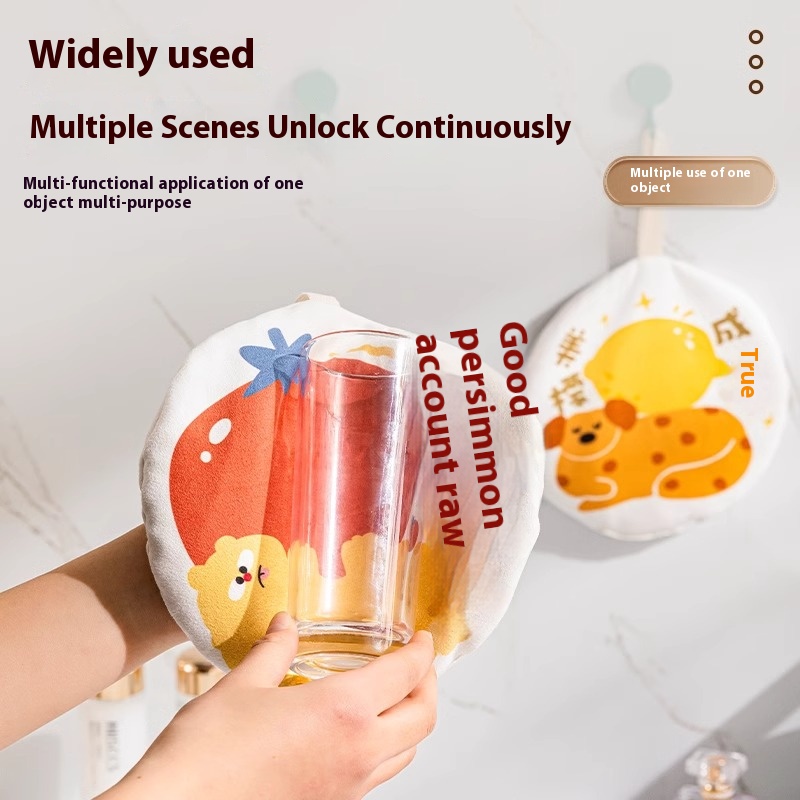 Widely used
Multiple Scenes Unlock Continuously
Multi-functional application of one
object multi-purpose
Multiple use of one
object
Good
persimmon
account raw
成
True